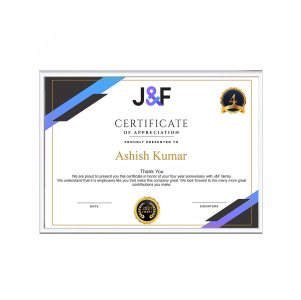 J&F
CERTIFICATE
OF APPRECIATION
PROUDLY PRESENTED TO
Ashish Kumar
Thank You
We are proud to present you this certificate in honor of your four year anniversary with J&F family.
We understand that it is employees like you that make this company great. We look forward to the many more great
contributions you make.
4
DATE
SIGNATURE